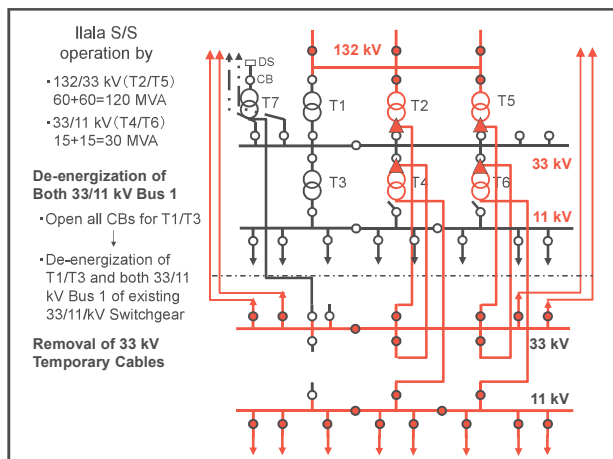 Ilala S/S
operation by
・132/33 kV(T2/T5)
60+60=120 MVA
・33/11 kV(T4/T6)
15+15=30 MVA
De-energization of
Both 33/11 kV Bus 1
・Open all CBs for T1/T3
・De-energization of
T1/T3 and both 33/11
kV Bus 1 of existing
33/11/kV Switchgear
Removal of 33 kV
Temporary Cables
132 kV
DS
CB
T7
T1
T2
T5
33 kV
T3
T4
T6
11 kV
33 kV
11 kV